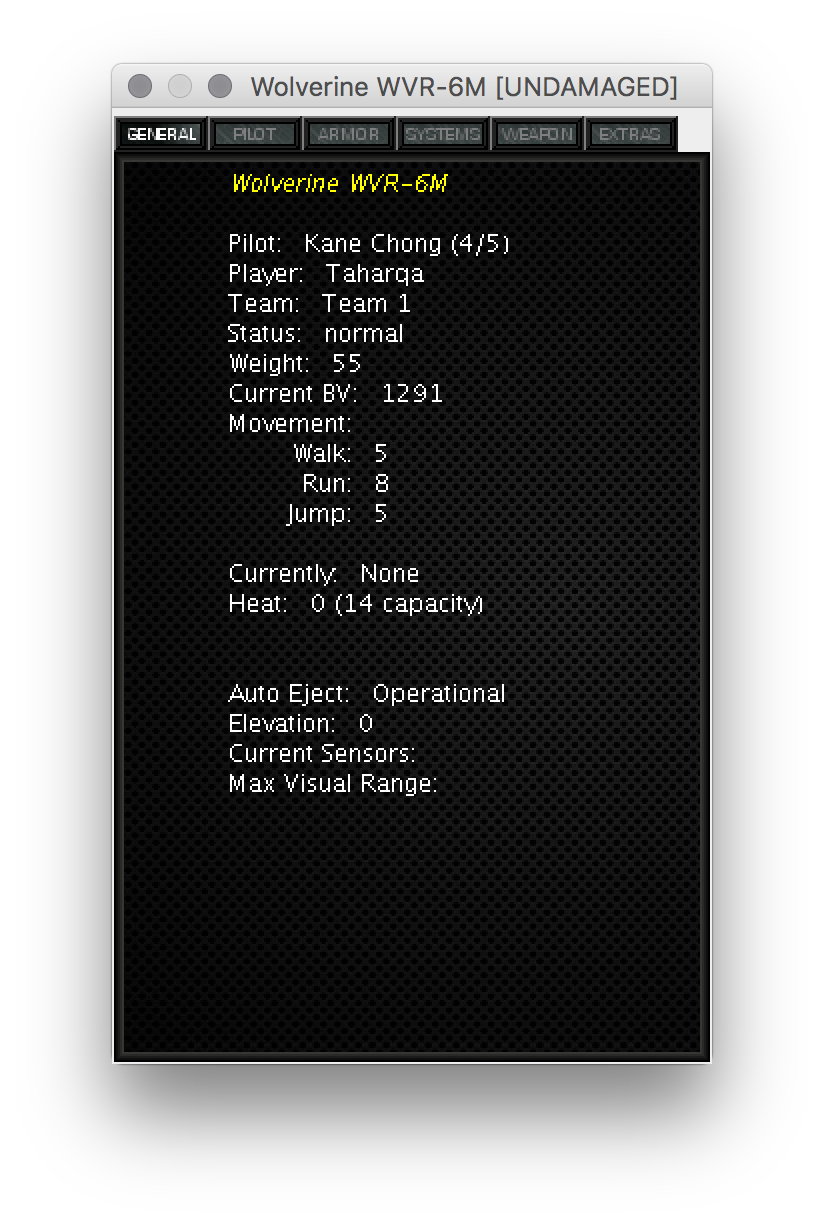 Wolverine WVR-6M [UNDAMAGED]
GENERAL PILOT ARMOR SYSTEMS WEAPON EXTRAS
Wolverine WVR-6M
Pilot: Kane Chong (4/5)
Player: Taharqa
Team: Team 1
Status: normal
Weight: 55
Current BV: 1291
Movement:
Walk: 5
Run: 8
Jump: 5
Currently: None
Heat: 0 (14 capacity)
Auto Eject: Operational
Elevation: 0
Current Sensors:
Max Visual Range: